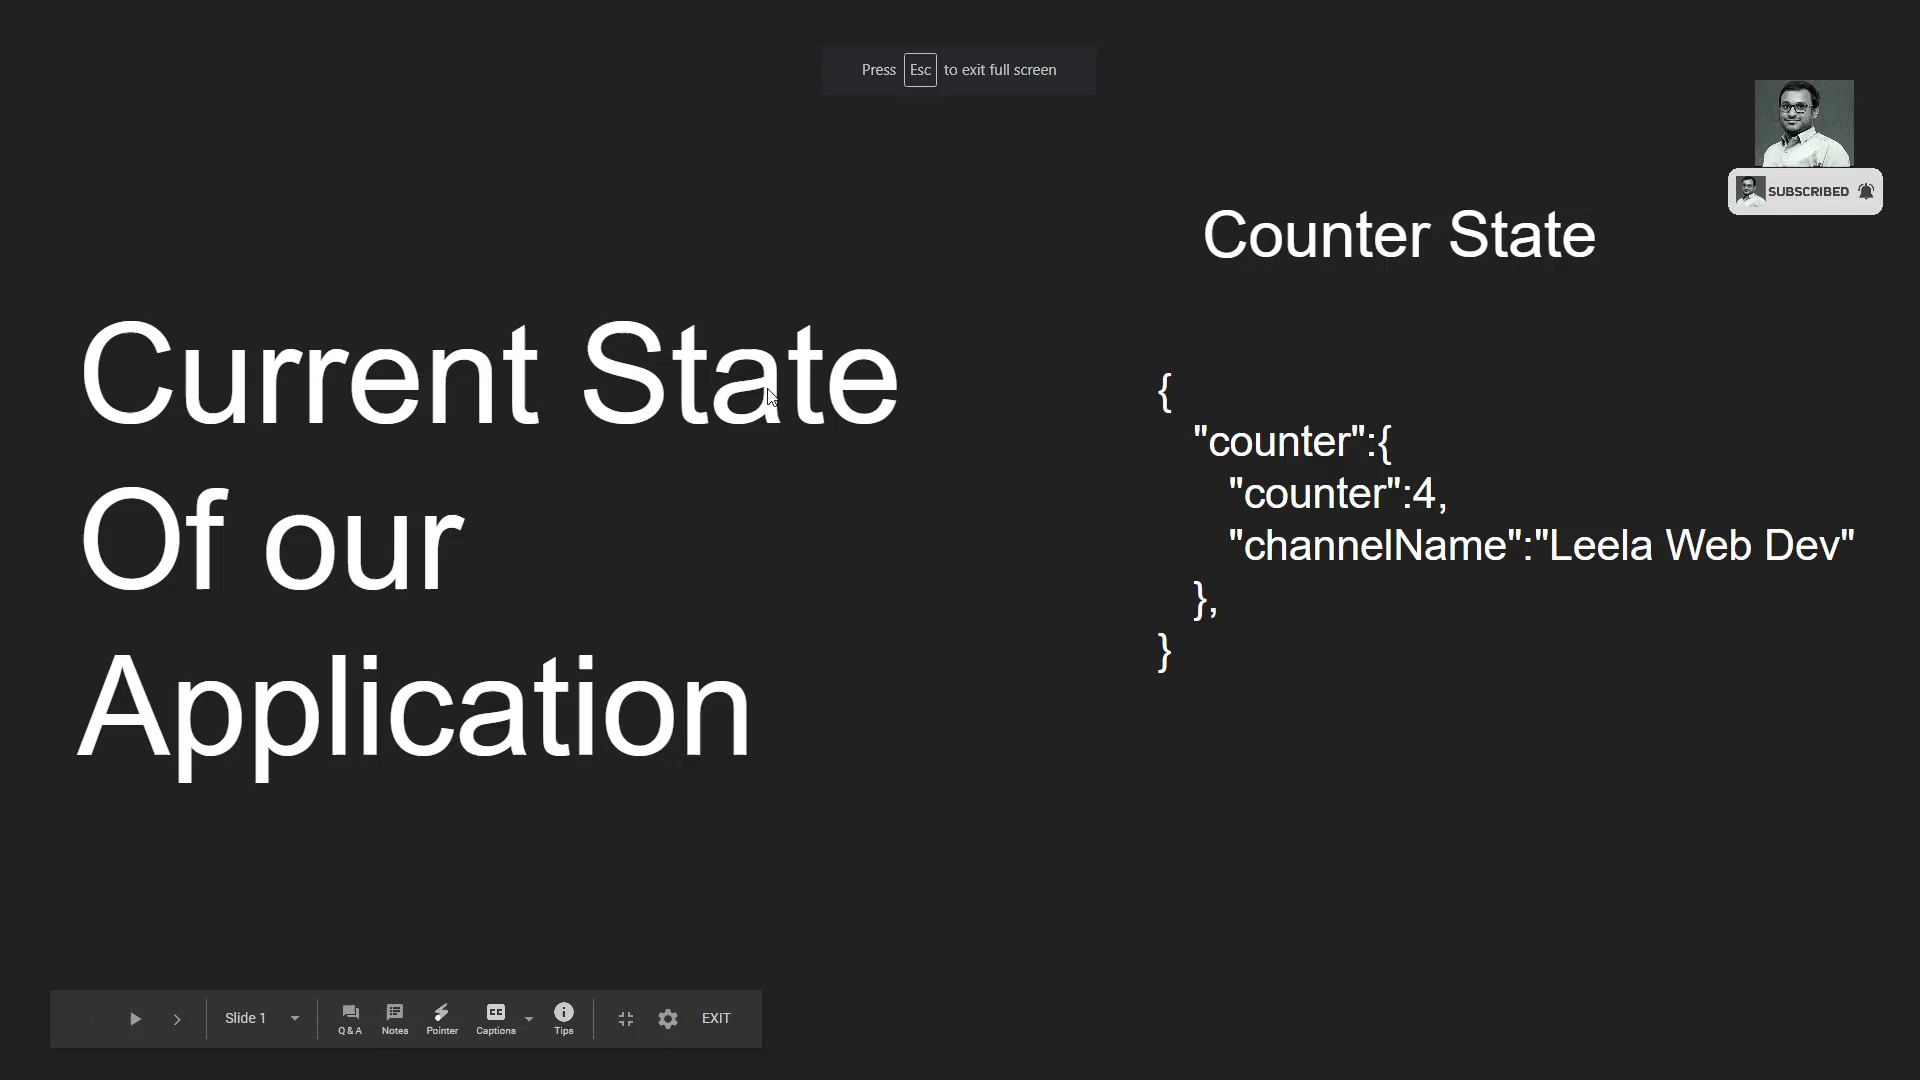 Press Esc to exit full screen
SUBSCRIBED
Counter State
Current State
Of our
Application
{
"counter":{
"counter":4,
"channelName":"Leela Web Dev"
},
}
Slide 1
Q & A
Notes
Pointer
Captions
Tips
EXIT